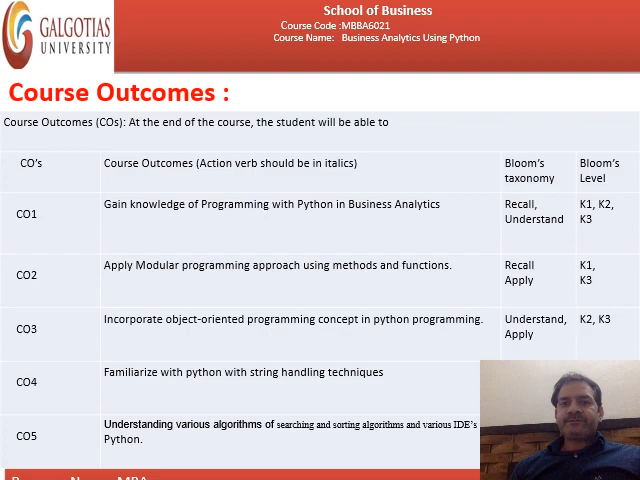 GALGOTIAS
UNIVERSITY
School of Business
Course Code :MBBA6021
Course Name: Business Analytics Using Python
Course Outcomes :
Course Outcomes (COs): At the end of the course, the student will be able to
CO's Course Outcomes (Action verb should be in italics) Bloom's taxonomy Bloom's Level
CO1 Gain knowledge of Programming with Python in Business Analytics Recall, Understand K1, K2, K3
CO2 Apply Modular programming approach using methods and functions. Recall Apply K1, K3
CO3 Incorporate object-oriented programming concept in python programming. Understand, Apply K2, K3
CO4 Familiarize with python with string handling techniques
CO5 Understanding various algorithms of searching and sorting algorithms and various IDE's
Python.